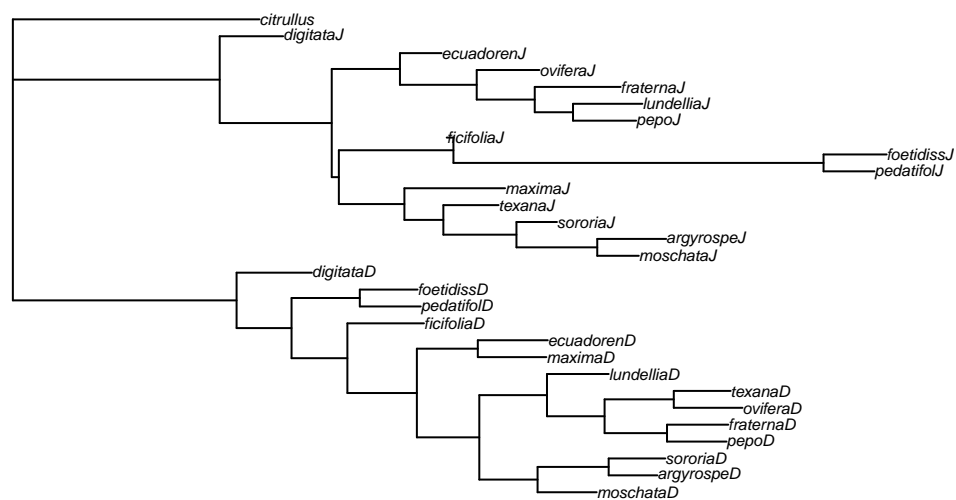 citrullus
digitataJ
ecuadorenJ
oviferaJ
fraternaJ
lundelliaJ
pepoJ
ficifoliaJ
foetidissJ
pedatifolJ
maximaJ
texanaJ
sororiaJ
argyrospeJ
moschataJ
digitataD
foetidissD
pedatifolD
ficifoliaD
ecuadorenD
maximaD
lundelliaD
texanaD
oviferaD
fraternaD
pepoD
sororiaD
argyrospeD
moschataD